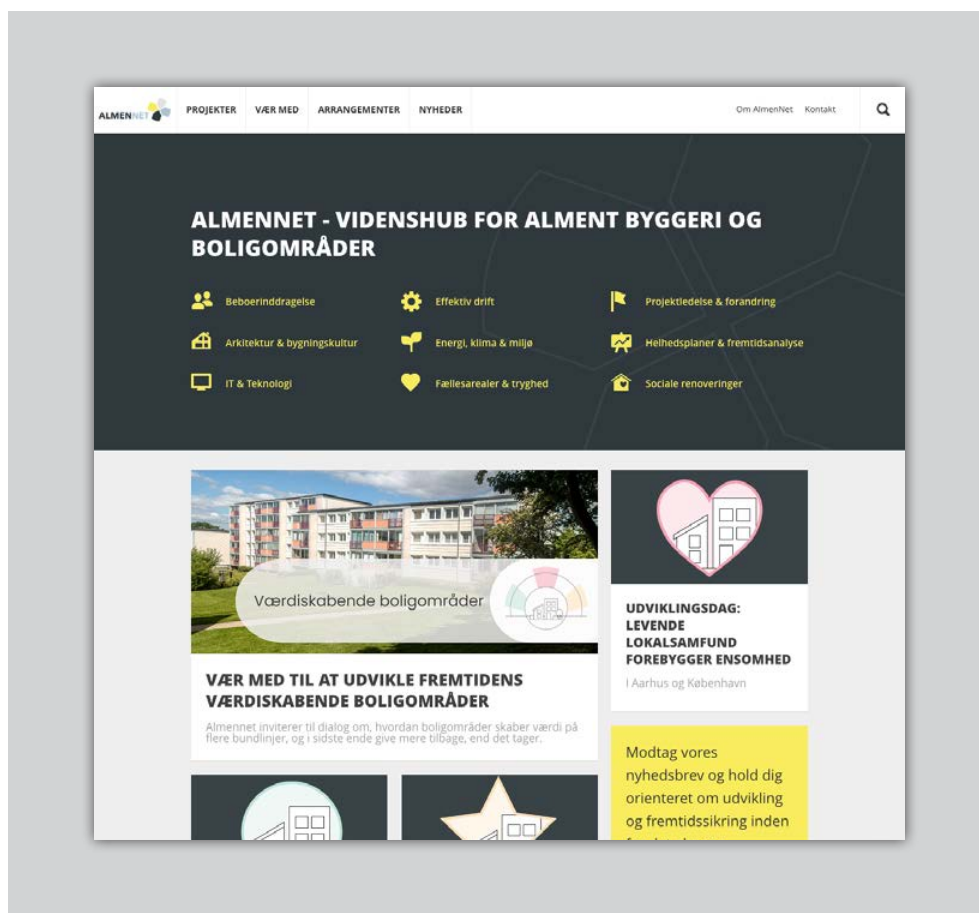 ALMENNET
PROJEKTER
VÆR MED
ARRANGEMENTER
NYHEDER
Om AlmenNet
Kontakt
ALMENNET - VIDENSHUB FOR ALMENT BYGGERI OG
BOLIGOMRÅDER
Beboerinddragelse
Effektiv drift
Projektledelse & forandring
Arkitektur & bygningskultur
Energi, klima & miljø
Helhedsplaner & fremtidsanalyse
IT & Teknologi
Fællesarealer & tryghed
Sociale renoveringer
Værdiskabende boligområder
VÆR MED TIL AT UDVIKLE FREMTIDENS
VÆRDISKABENDE BOLIGOMRÅDER
Almennet inviterer til dialog om, hvordan boligområder skaber værdi på
flere bundlinjer, og i sidste ende give mere tilbage, end det tager.
UDVIKLINGSDAG:
LEVENDE
LOKALSAMFUND
FOREBYGGER ENSOMHED
I Aarhus og København
Modtag vores
nyhedsbrev og hold dig
orienteret om udvikling
og fremtidssikring inden